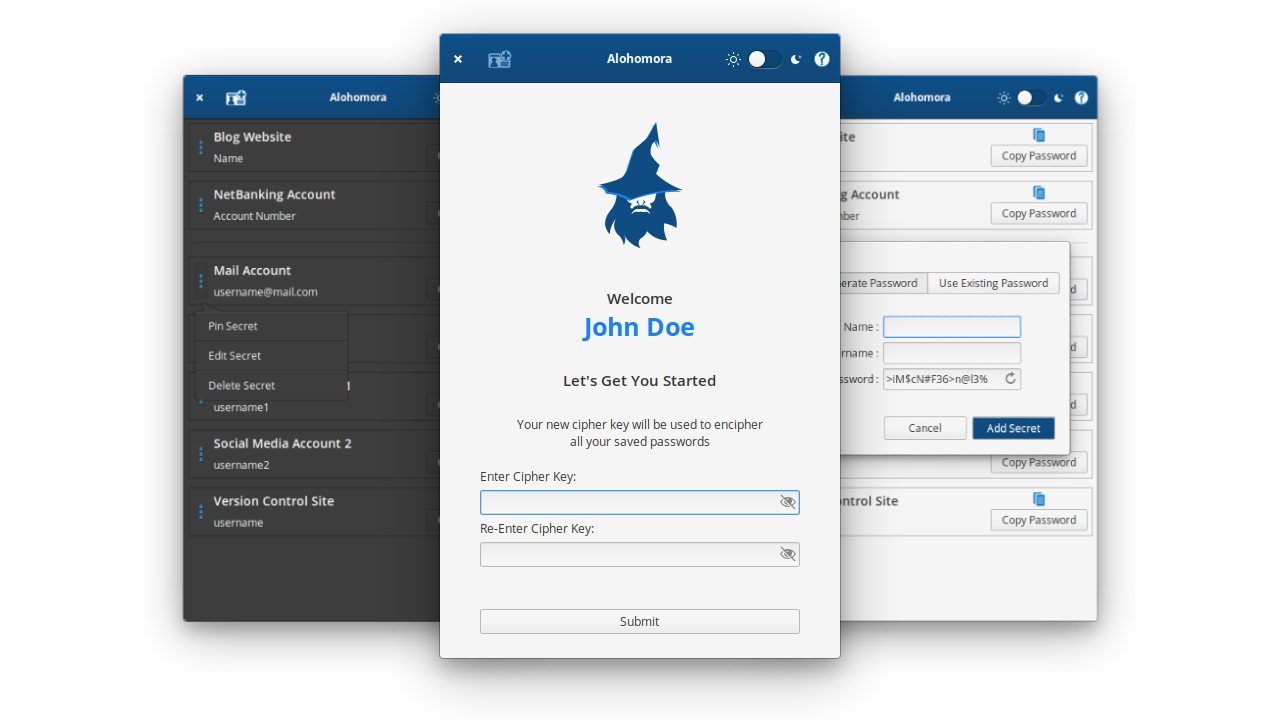 Alohomora
Blog Website
Name
NetBanking Account
Account Number
Mail Account
username@mail.com
Pin Secret
Edit Secret
Delete Secret
1
username1
Social Media Account 2
username2
Version Control Site
username
Alohomora
?
Welcome
John Doe
Let's Get You Started
Your new cipher key will be used to encipher
all your saved passwords
Enter Cipher Key:
Re-Enter Cipher Key:
Submit
Alohomora
?
ite
Copy Password
g Account
mber
Copy Password
erate Password
Use Existing Password
d
Name :
rname :
d
ssword :
>iM$cN#F36>n@l3%
d
Cancel
Add Secret
Copy Password
ontrol Site
Copy Password